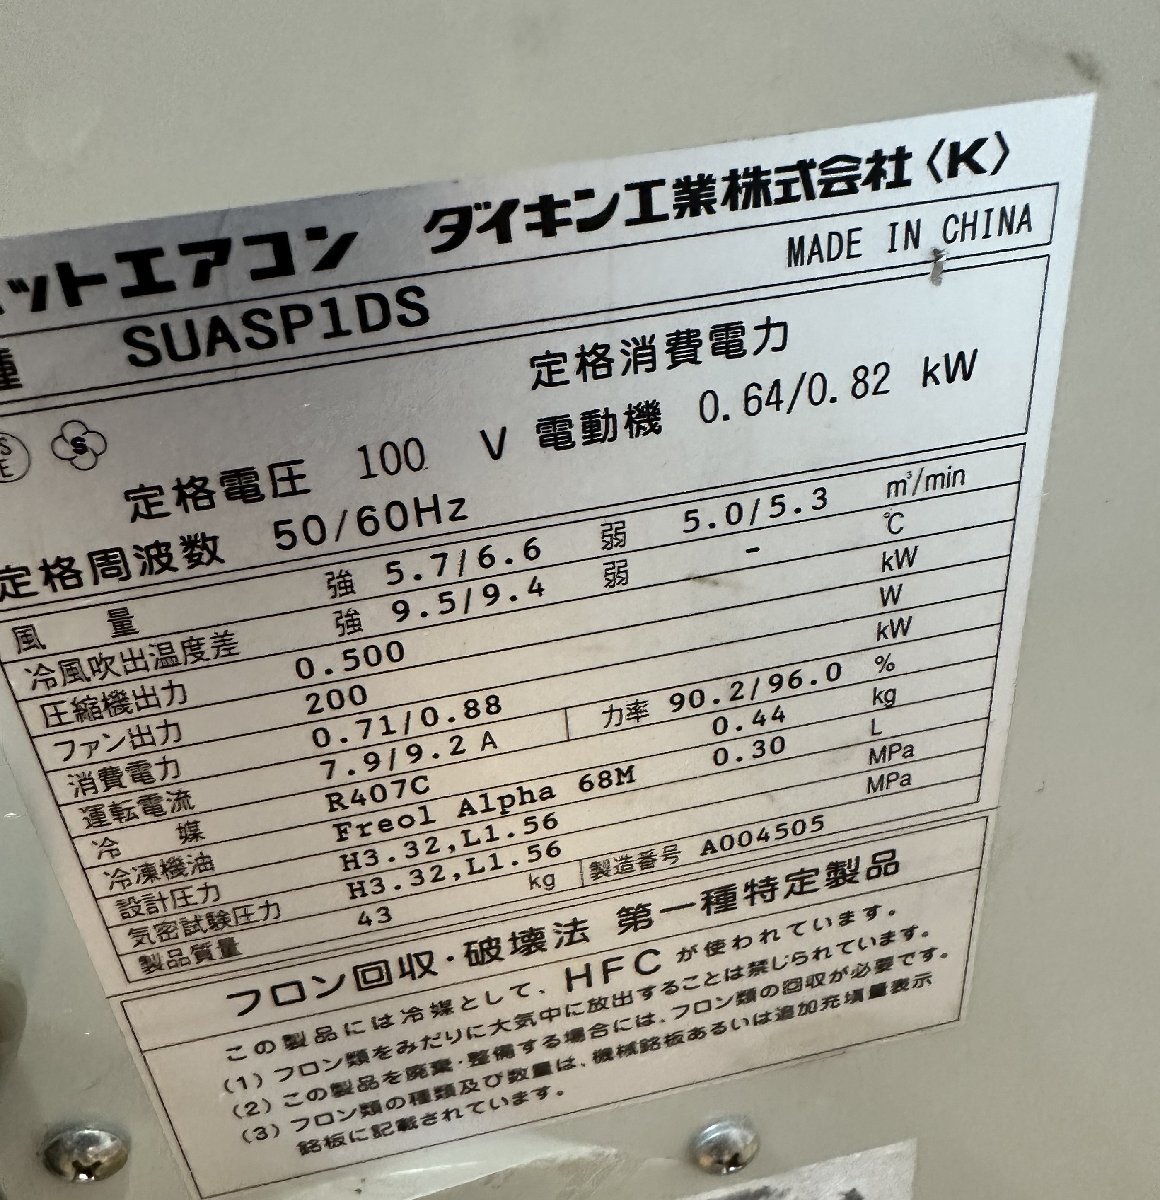 ットエアコン ダイキン工業株式会社〈K〉
種 SUASP1DS MADE IN CHINA
定格消費電力
定格電圧 100 V 電動機 0.64/0.82 kW
定格周波数 50/60Hz
風量 強 5.7/6.6 弱 5.0/5.3 m³/min
冷風吹出温度差 強 9.5/9.4 弱 - ℃
圧縮機出力 0.500 kW
ファン出力 200 W
消費電力 0.71/0.88 kW
運転電流 7.9/9.2 A 力率 90.2/96.0 %
冷媒 R407C 0.44 kg
冷凍機油 Freol Alpha 68M 0.30 L
設計圧力 H3.32,L1.56 MPa
気密試験圧力 H3.32,L1.56 MPa
製品質量 43 kg 製造番号 A004505
フロン回収・破壊法 第一種特定製品
この製品には冷媒として、HFCが使われています。
(1) フロン類をみだりに大気中に放出することは禁じられています。
(2) この製品を廃棄・整備する場合には、フロン類の回収が必要です。
(3) フロン類の種類及び数量は、機械銘板あるいは追加充填量表示
銘板に記載されています。